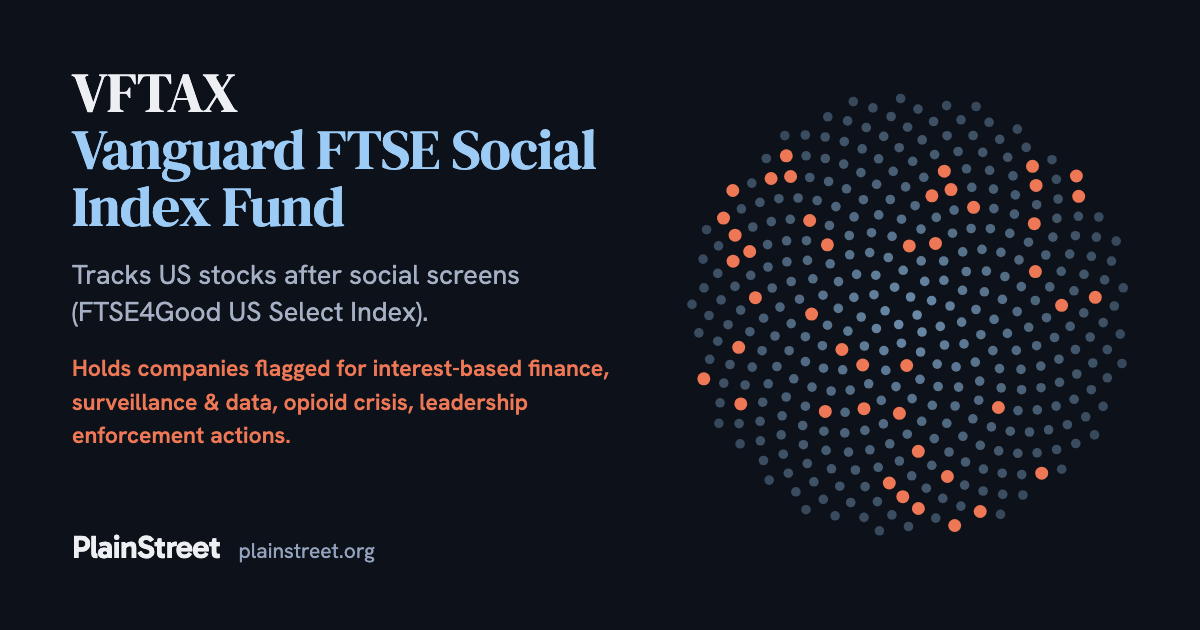 VFTAX
Vanguard FTSE Social
Index Fund
Tracks US stocks after social screens
(FTSE4Good US Select Index).
Holds companies flagged for interest-based finance,
surveillance & data, opioid crisis, leadership
enforcement actions.
PlainStreet plainstreet.org